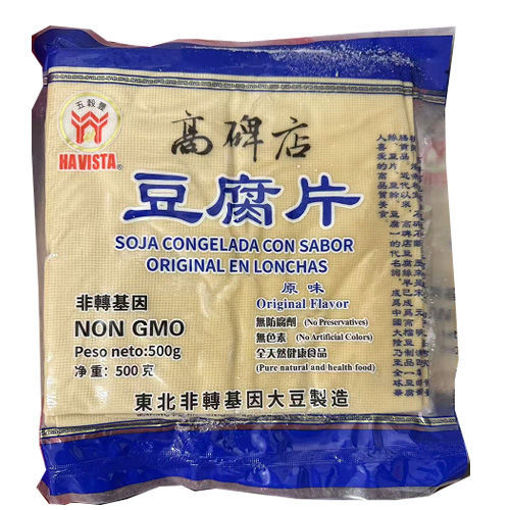 五穀豐
HAVISTA®
高碑店
豆腐片
SOJA CONGELADA CON SABOR
ORIGINAL EN LONCHAS
原味
Original Flavor
非轉基因
NON GMO
Peso neto:500g
净重：500克
無防腐劑 (No Preservatives)
無色素 (No Artificial Colors)
全天然健康食品
(Pure natural and health food)
東北非轉基因大豆製造